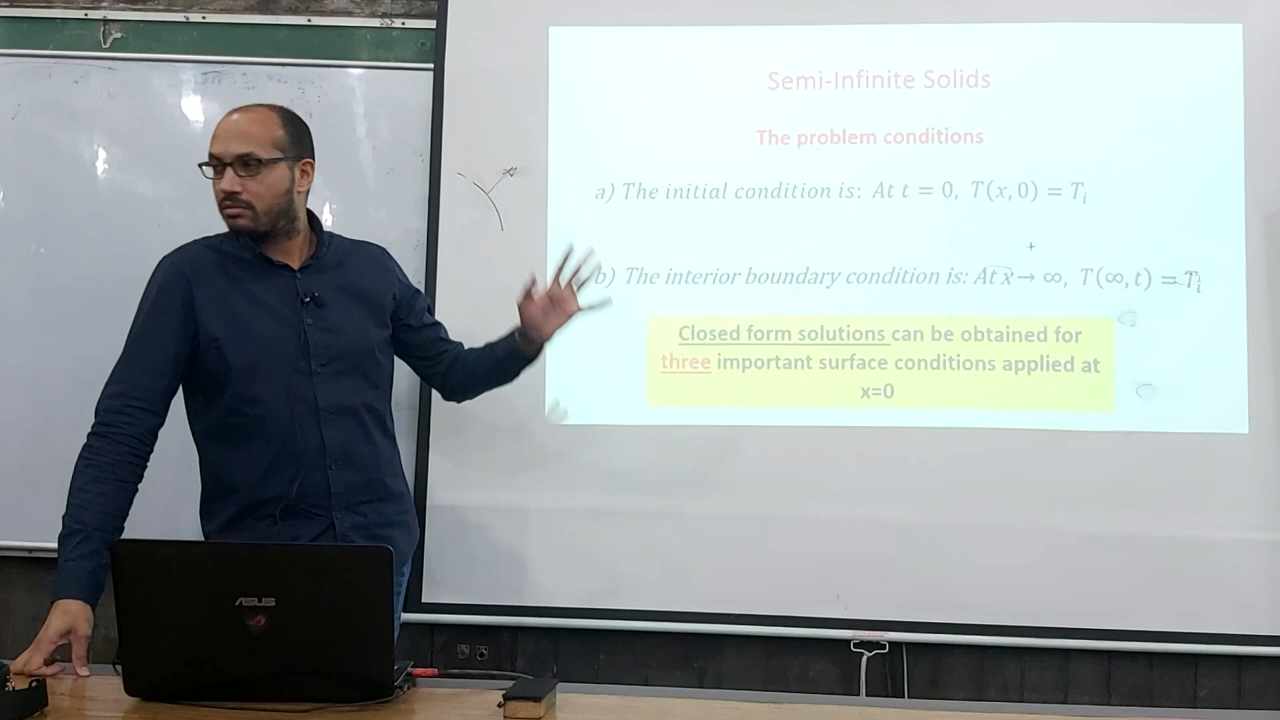 Semi-Infinite Solids
The problem conditions
a) The initial condition is: At t = 0, T(x, 0) = Tᵢ
b) The interior boundary condition is: At x → ∞, T(∞, t) = Tᵢ
Closed form solutions can be obtained for
three important surface conditions applied at
x=0
ASUS